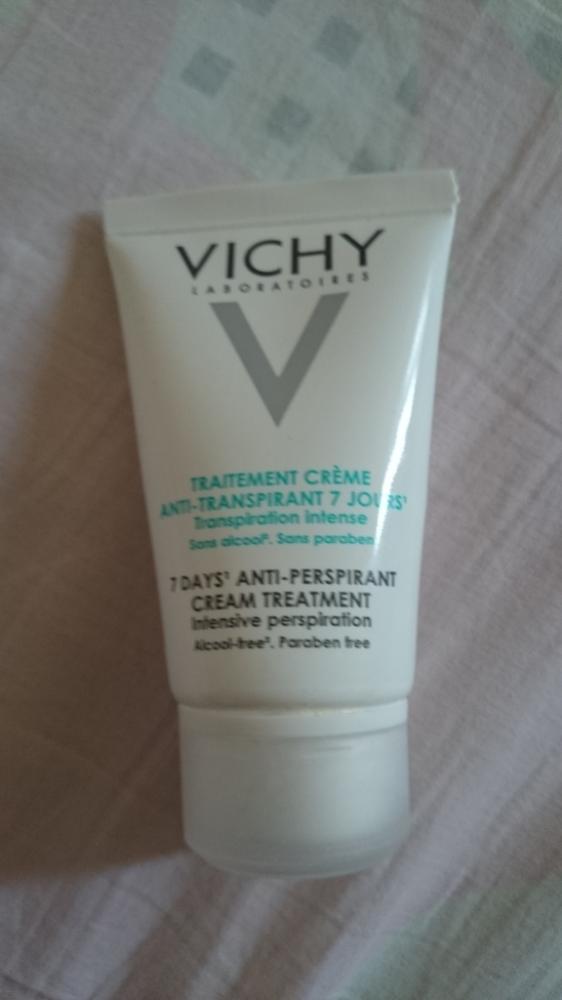 VICHY
LABORATOIRES
V
TRAITEMENT CRÈME
ANTI-TRANSPIRANT 7 JOURS¹
Transpiration intense
Sans alcool². Sans paraben
7 DAYS¹ ANTI-PERSPIRANT
CREAM TREATMENT
Intensive perspiration
Alcool-free². Paraben free